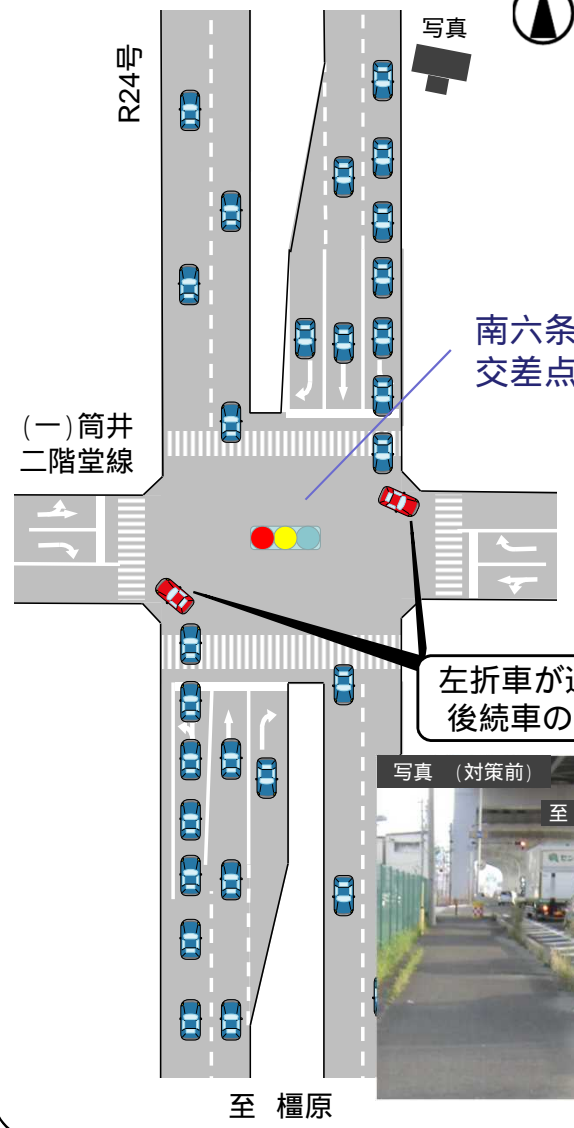 写真
R24号
南六条
交差点
(一)筒井
二階堂線
左折車が
後続車の
写真 (対策前)
至
至 橿原